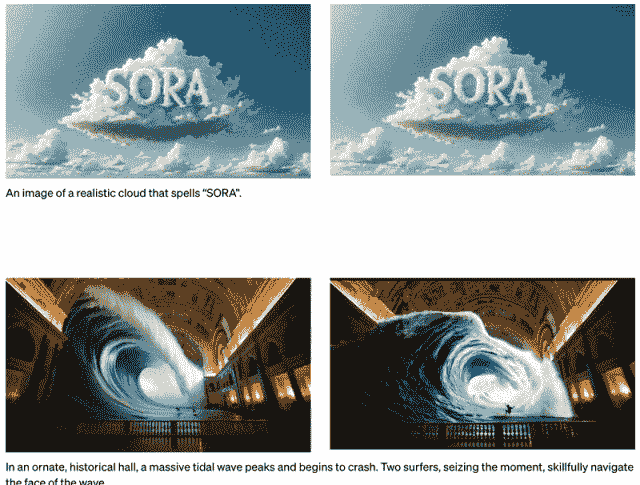 SORA
SORA
An image of a realistic cloud that spells “SORA”.
In an ornate, historical hall, a massive tidal wave peaks and begins to crash. Two surfers, seizing the moment, skillfully navigate
the face of the wave